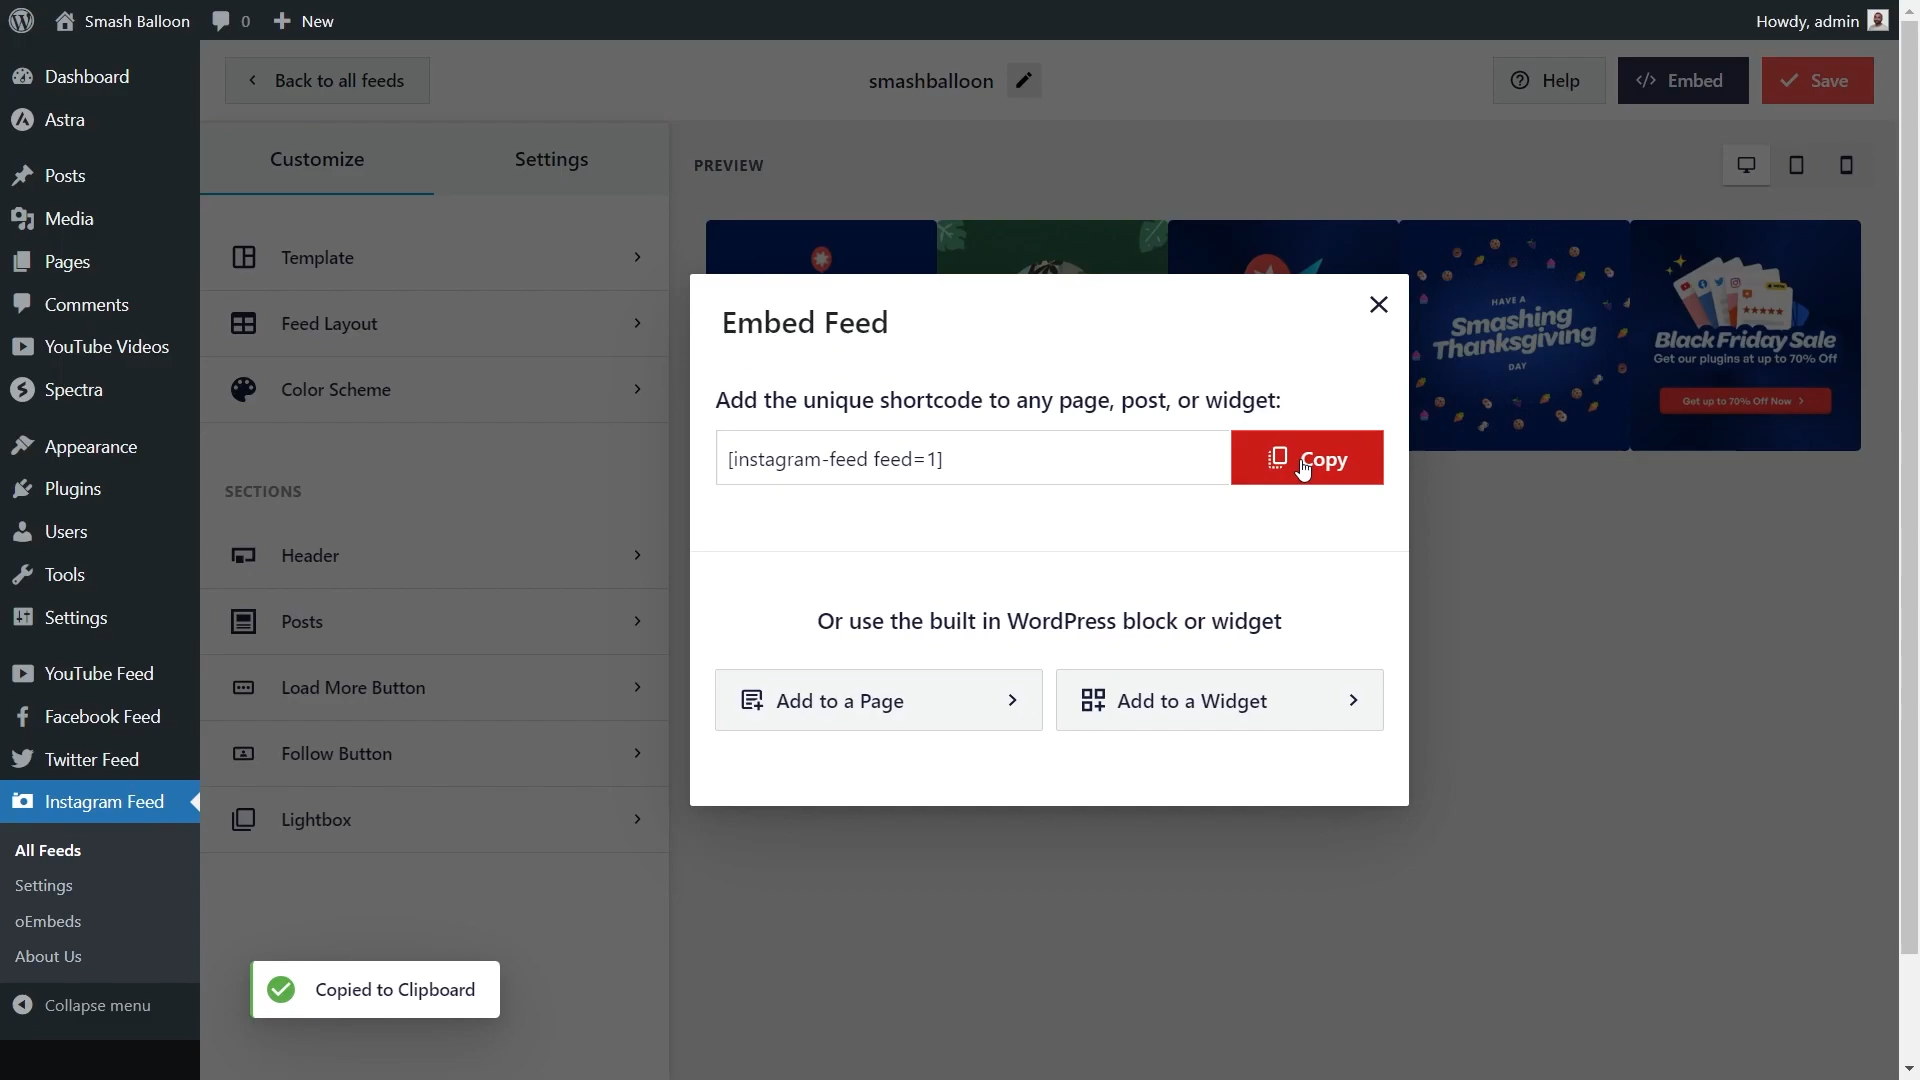 Smash Balloon
0
New
Howdy, admin
Dashboard
Astra
Posts
Media
Pages
Comments
YouTube Videos
Spectra
Appearance
Plugins
Users
Tools
Settings
YouTube Feed
Facebook Feed
Twitter Feed
Instagram Feed
All Feeds
Settings
oEmbeds
About Us
Collapse menu
Back to all feeds
smashballoon
Help
</> Embed
Save
Customize
Settings
Template
Feed Layout
Color Scheme
SECTIONS
Header
Posts
Load More Button
Follow Button
Lightbox
Copied to Clipboard
PREVIEW
HAVE A
Smashing
Thanksgiving
DAY
Black Friday Sale
Get our plugins at up to 70% Off
Get up to 70% Off Now >
Embed Feed
Add the unique shortcode to any page, post, or widget:
[instagram-feed feed=1]
Copy
Or use the built in WordPress block or widget
Add to a Page
Add to a Widget